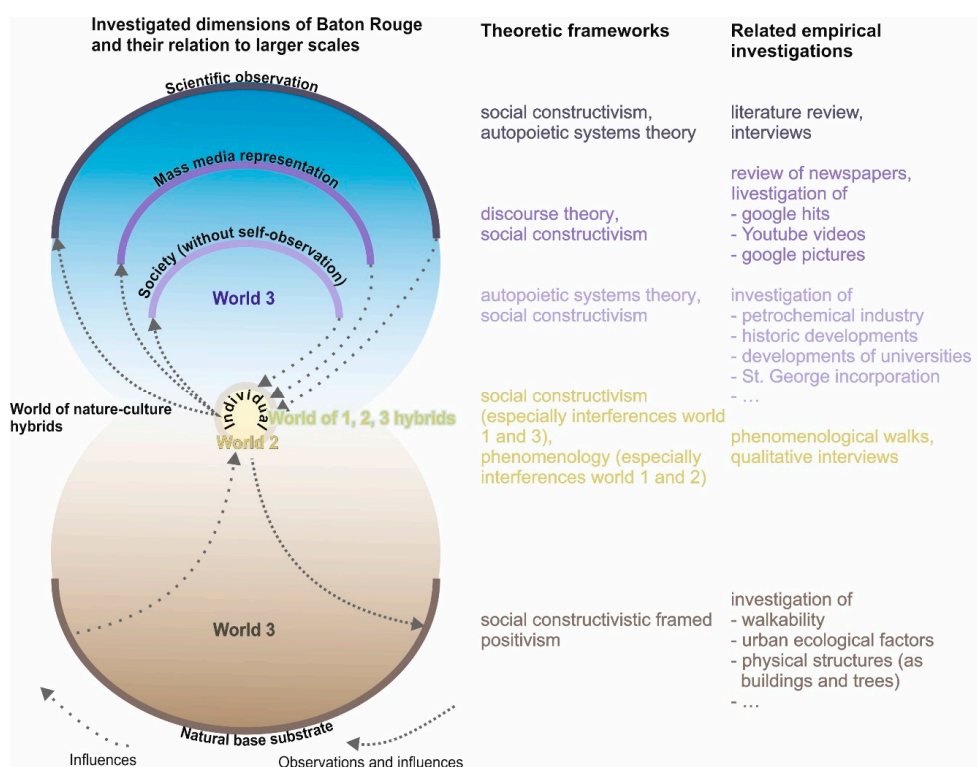 Investigated dimensions of Baton Rouge
and their relation to larger scales
Scientific observation
Mass media representation
Society (without self-observation)
World 3
World of nature-culture
hybrids
Individual
World of 1, 2, 3 hybrids
World 2
World 3
Natural base substrate
Influences
Observations and influences
Theoretic frameworks
social constructivism,
autopoietic systems theory
discourse theory,
social constructivism
autopoietic systems theory,
social constructivism
social constructivism
(especially interferences world
1 and 3),
phenomenology (especially
interferences world 1 and 2)
social constructivistic framed
positivism
Related empirical
investigations
literature review,
interviews
review of newspapers,
livestigation of
- google hits
- Youtube videos
- google pictures
investigation of
- petrochemical industry
- historic developments
- developments of universities
- St. George incorporation
- ...
phenomenological walks,
qualitative interviews
investigation of
- walkability
- urban ecological factors
- physical structures (as
buildings and trees)
- ...